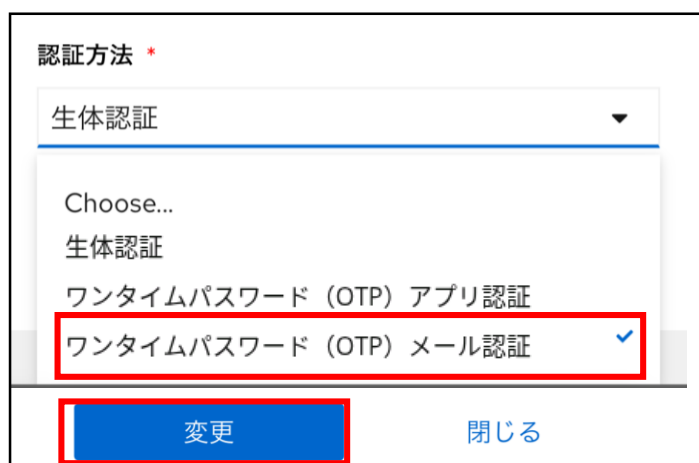 認証方法 *
生体認証
Choose...
生体認証
ワンタイムパスワード（OTP）アプリ認証
ワンタイムパスワード（OTP）メール認証
変更 閉じる